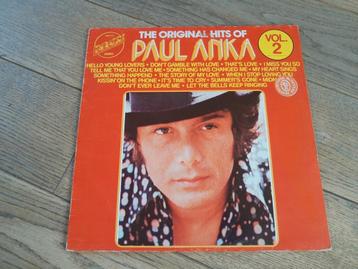 THE ORIGINAL HITS OF
PAUL ANKA
VOL.
2
HELLO YOUNG LOVERS • DON'T GAMBLE WITH LOVE • THAT'S LOVE • I MISS YOU SO
TELL ME THAT YOU LOVE ME • SOMETHING HAS CHANGED ME • MY HEART SINGS
SOMETHING HAPPEND • THE STORY OF MY LOVE • WHEN I STOP LOVING YOU
KISSIN' ON THE PHONE • IT'S TIME TO CRY • SUMMER'S GONE •
DON'T EVER LEAVE ME • LET THE BELLS KEEP RINGING